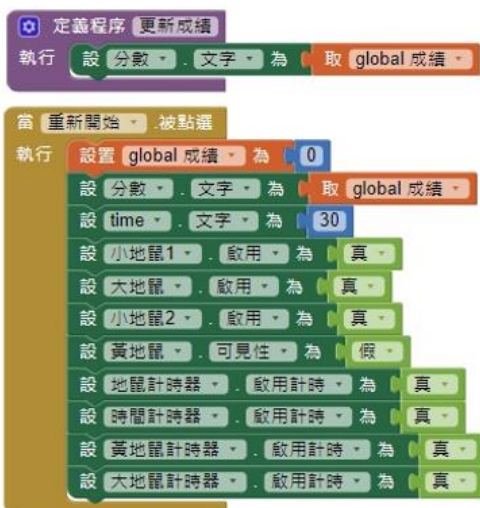 定義程序 更新成績
執行 設 分數 . 文字 為 取 global 成績
當 重新開始 .被點選
執行 設置 global 成績 為 0
設 分數 . 文字 為 取 global 成績
設 time . 文字 為 30
設 小地鼠1 . 啟用 為 真
設 大地鼠 . 啟用 為 真
設 小地鼠2 . 啟用 為 真
設 黃地鼠 . 可見性 為 假
設 地鼠計時器 . 啟用計時 為 真
設 時間計時器 . 啟用計時 為 真
設 黃地鼠計時器 . 啟用計時 為 真
設 大地鼠計時器 . 啟用計時 為 真